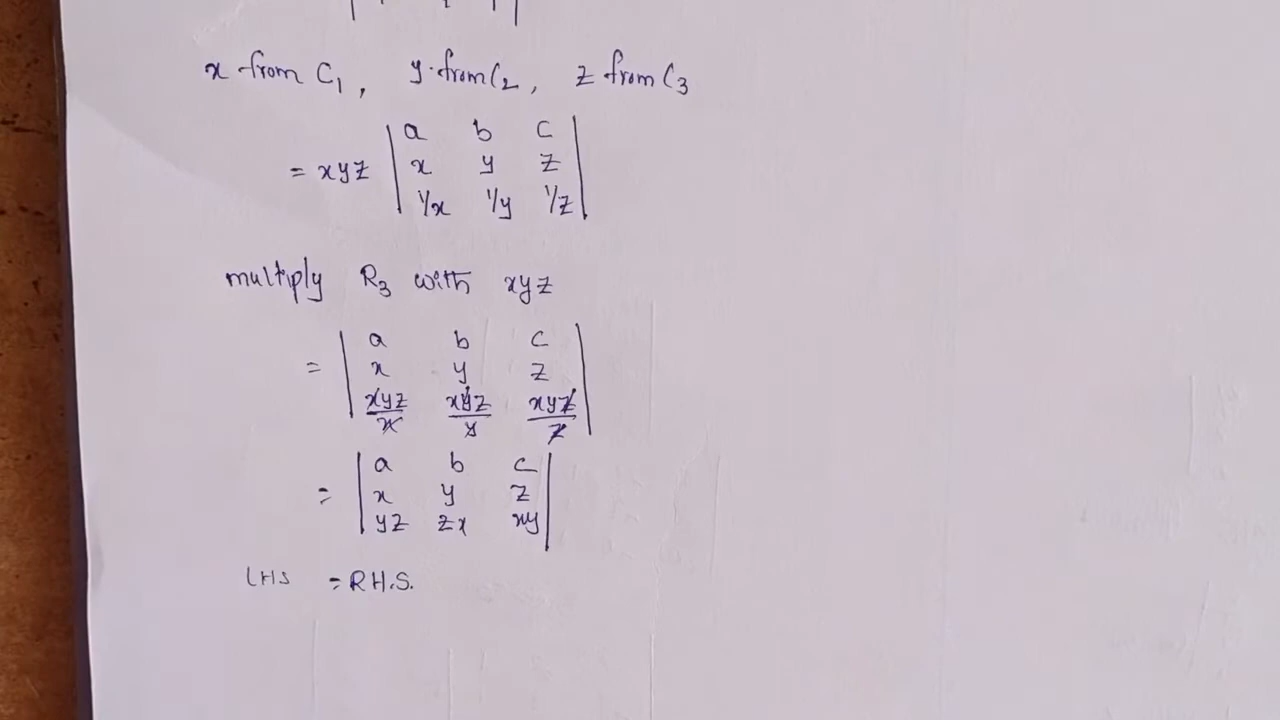 x from C1, y from C2, z from C3
= xyz | a b c |
| x y z |
| 1/x 1/y 1/z |
multiply R3 with xyz
= | a b c |
| x y z |
| xyz/x xyz/y xyz/z |
= | a b c |
| x y z |
| yz zx xy |
LHS = R.H.S.